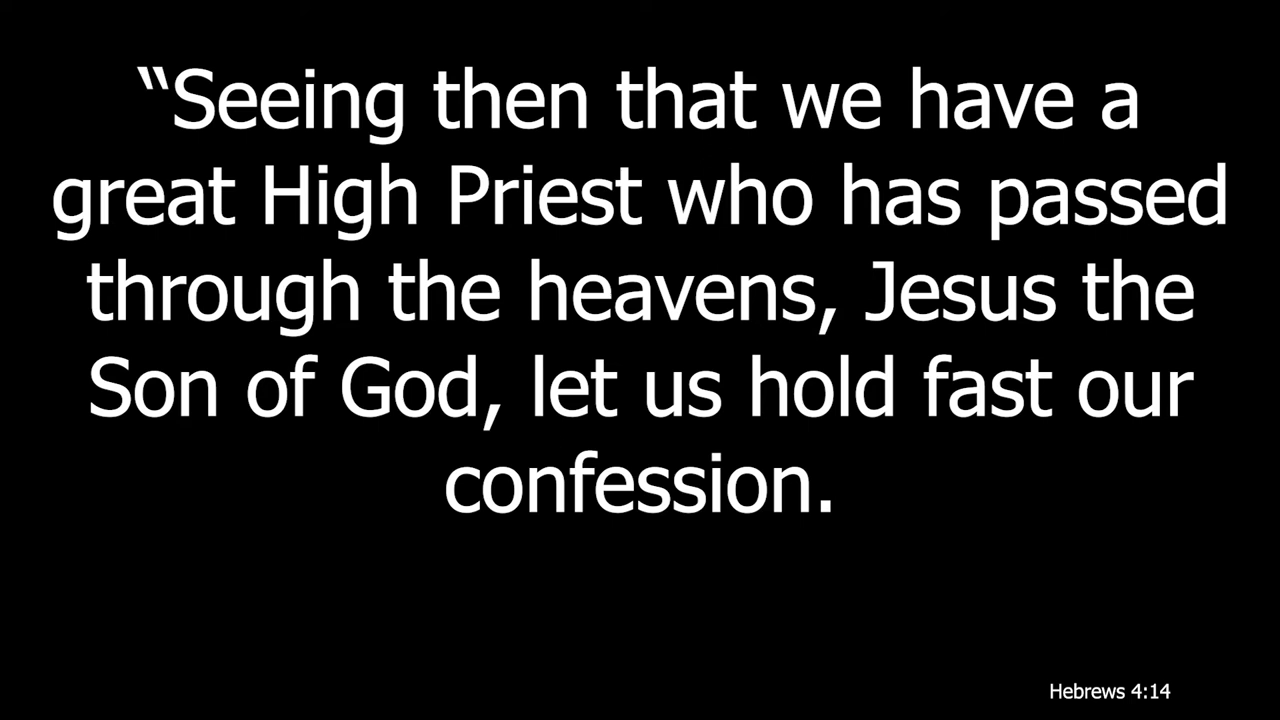 “Seeing then that we have a
great High Priest who has passed
through the heavens, Jesus the
Son of God, let us hold fast our
confession.
Hebrews 4:14